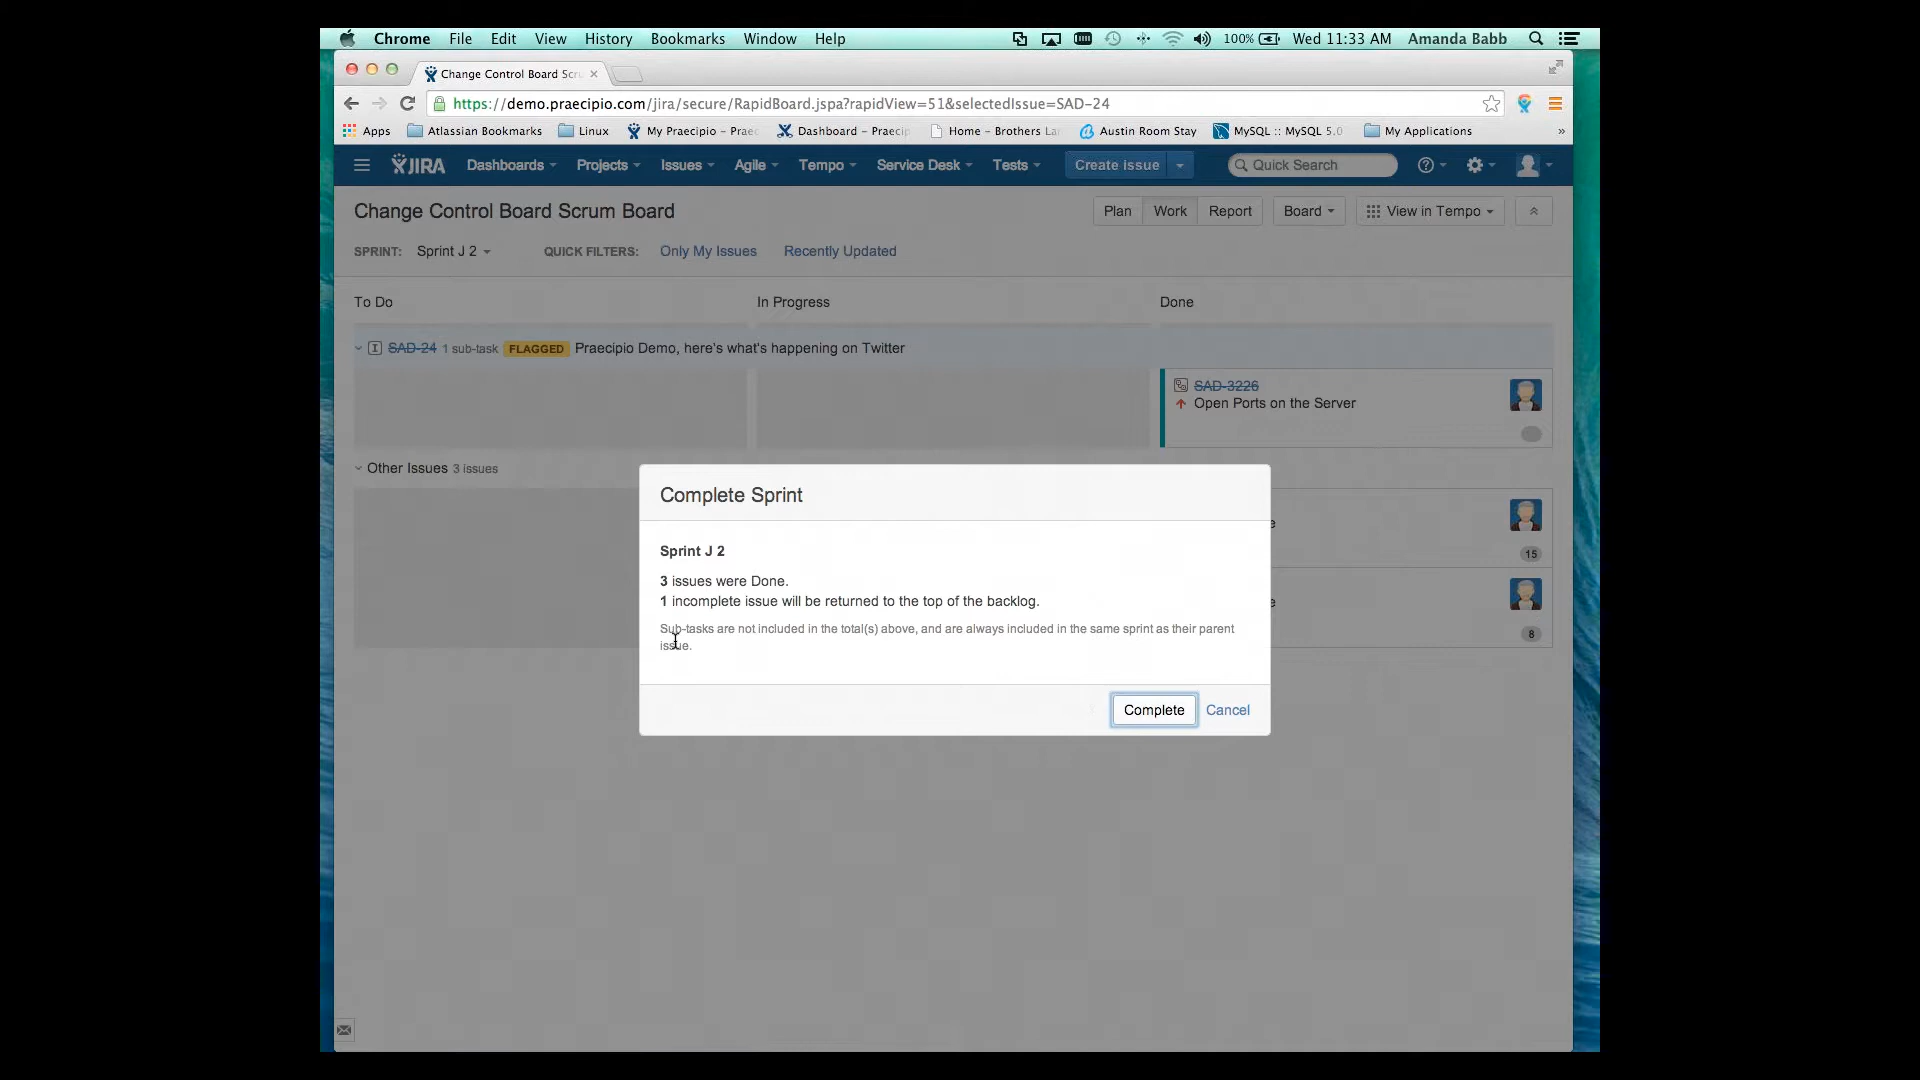 Chrome File Edit View History Bookmarks Window Help 100% Wed 11:33 AM Amanda Babb
Change Control Board Scr
https://demo.praecipio.com/jira/secure/RapidBoard.jspa?rapidView=51&selectedIssue=SAD-24
Apps Atlassian Bookmarks Linux My Praecipio – Prae Dashboard – Praecip Home – Brothers La Austin Room Stay MySQL :: MySQL 5.0 My Applications »
JIRA Dashboards Projects Issues Agile Tempo Service Desk Tests Create issue Quick Search
Change Control Board Scrum Board Plan Work Report Board View in Tempo
SPRINT: Sprint J 2 QUICK FILTERS: Only My Issues Recently Updated
To Do In Progress Done
SAD-24 1 sub-task FLAGGED Praecipio Demo, here's what's happening on Twitter
SAD-3226
Open Ports on the Server
Other Issues 3 issues
Complete Sprint
e
Sprint J 2
15
3 issues were Done.
1 incomplete issue will be returned to the top of the backlog.
e
Sub-tasks are not included in the total(s) above, and are always included in the same sprint as their parent
issue.
8
Complete Cancel